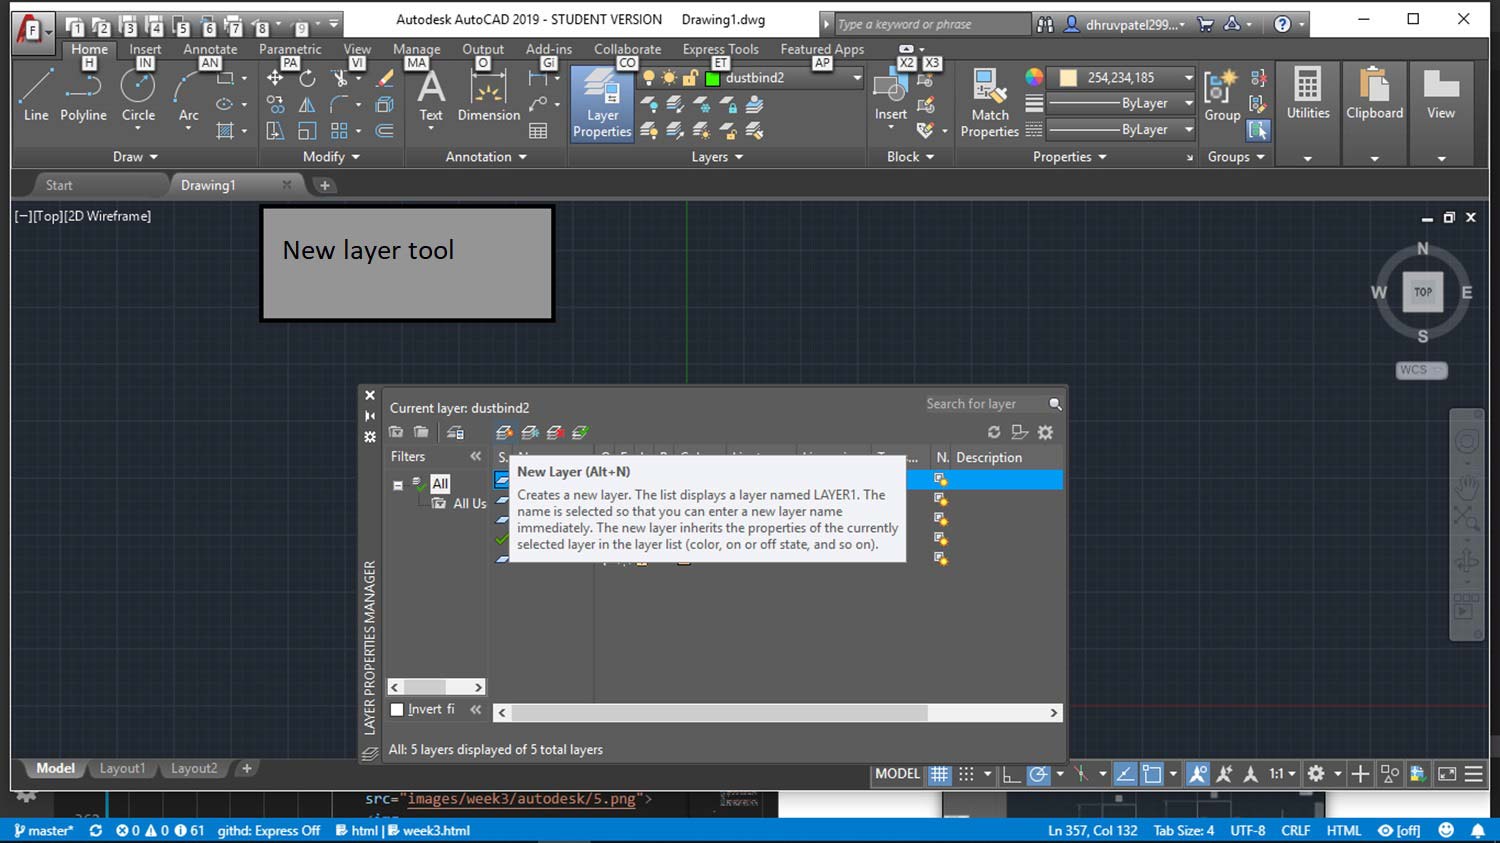 1 2 3 4 5 6 7 8 9
Autodesk AutoCAD 2019 - STUDENT VERSION Drawing1.dwg
Type a keyword or phrase
dhruvpatel299...
F
Home Insert Annotate Parametric View Manage Output Add-ins Collaborate Express Tools Featured Apps
H IN AN PA VI MA O GI CO ET AP X2 X3
dustbind2
254,234,185
ByLayer
ByLayer
Line Polyline Circle Arc
Text Dimension
Layer
Properties
Insert
Match
Properties
Group
Utilities Clipboard View
Draw Modify Annotation Layers Block Properties Groups
Start Drawing1
[−][Top][2D Wireframe]
New layer tool
N
W TOP E
S
WCS
Current layer: dustbind2
Search for layer
Filters «
S.
N. Description
All
All Us
New Layer (Alt+N)
Creates a new layer. The list displays a layer named LAYER1. The
name is selected so that you can enter a new layer name
immediately. The new layer inherits the properties of the currently
selected layer in the layer list (color, on or off state, and so on).
LAYER PROPERTIES MANAGER
Invert fi «
All: 5 layers displayed of 5 total layers
Model Layout1 Layout2 +
MODEL 1:1
src="images/week3/autodesk/5.png">
master* 0 0 61 githd: Express Off html | week3.html
Ln 357, Col 132 Tab Size: 4 UTF-8 CRLF HTML [off]